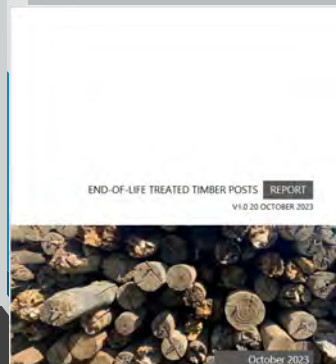 END-OF-LIFE TREATED TIMBER POSTS REPORT
V1.0 20 OCTOBER 2023
October 2023